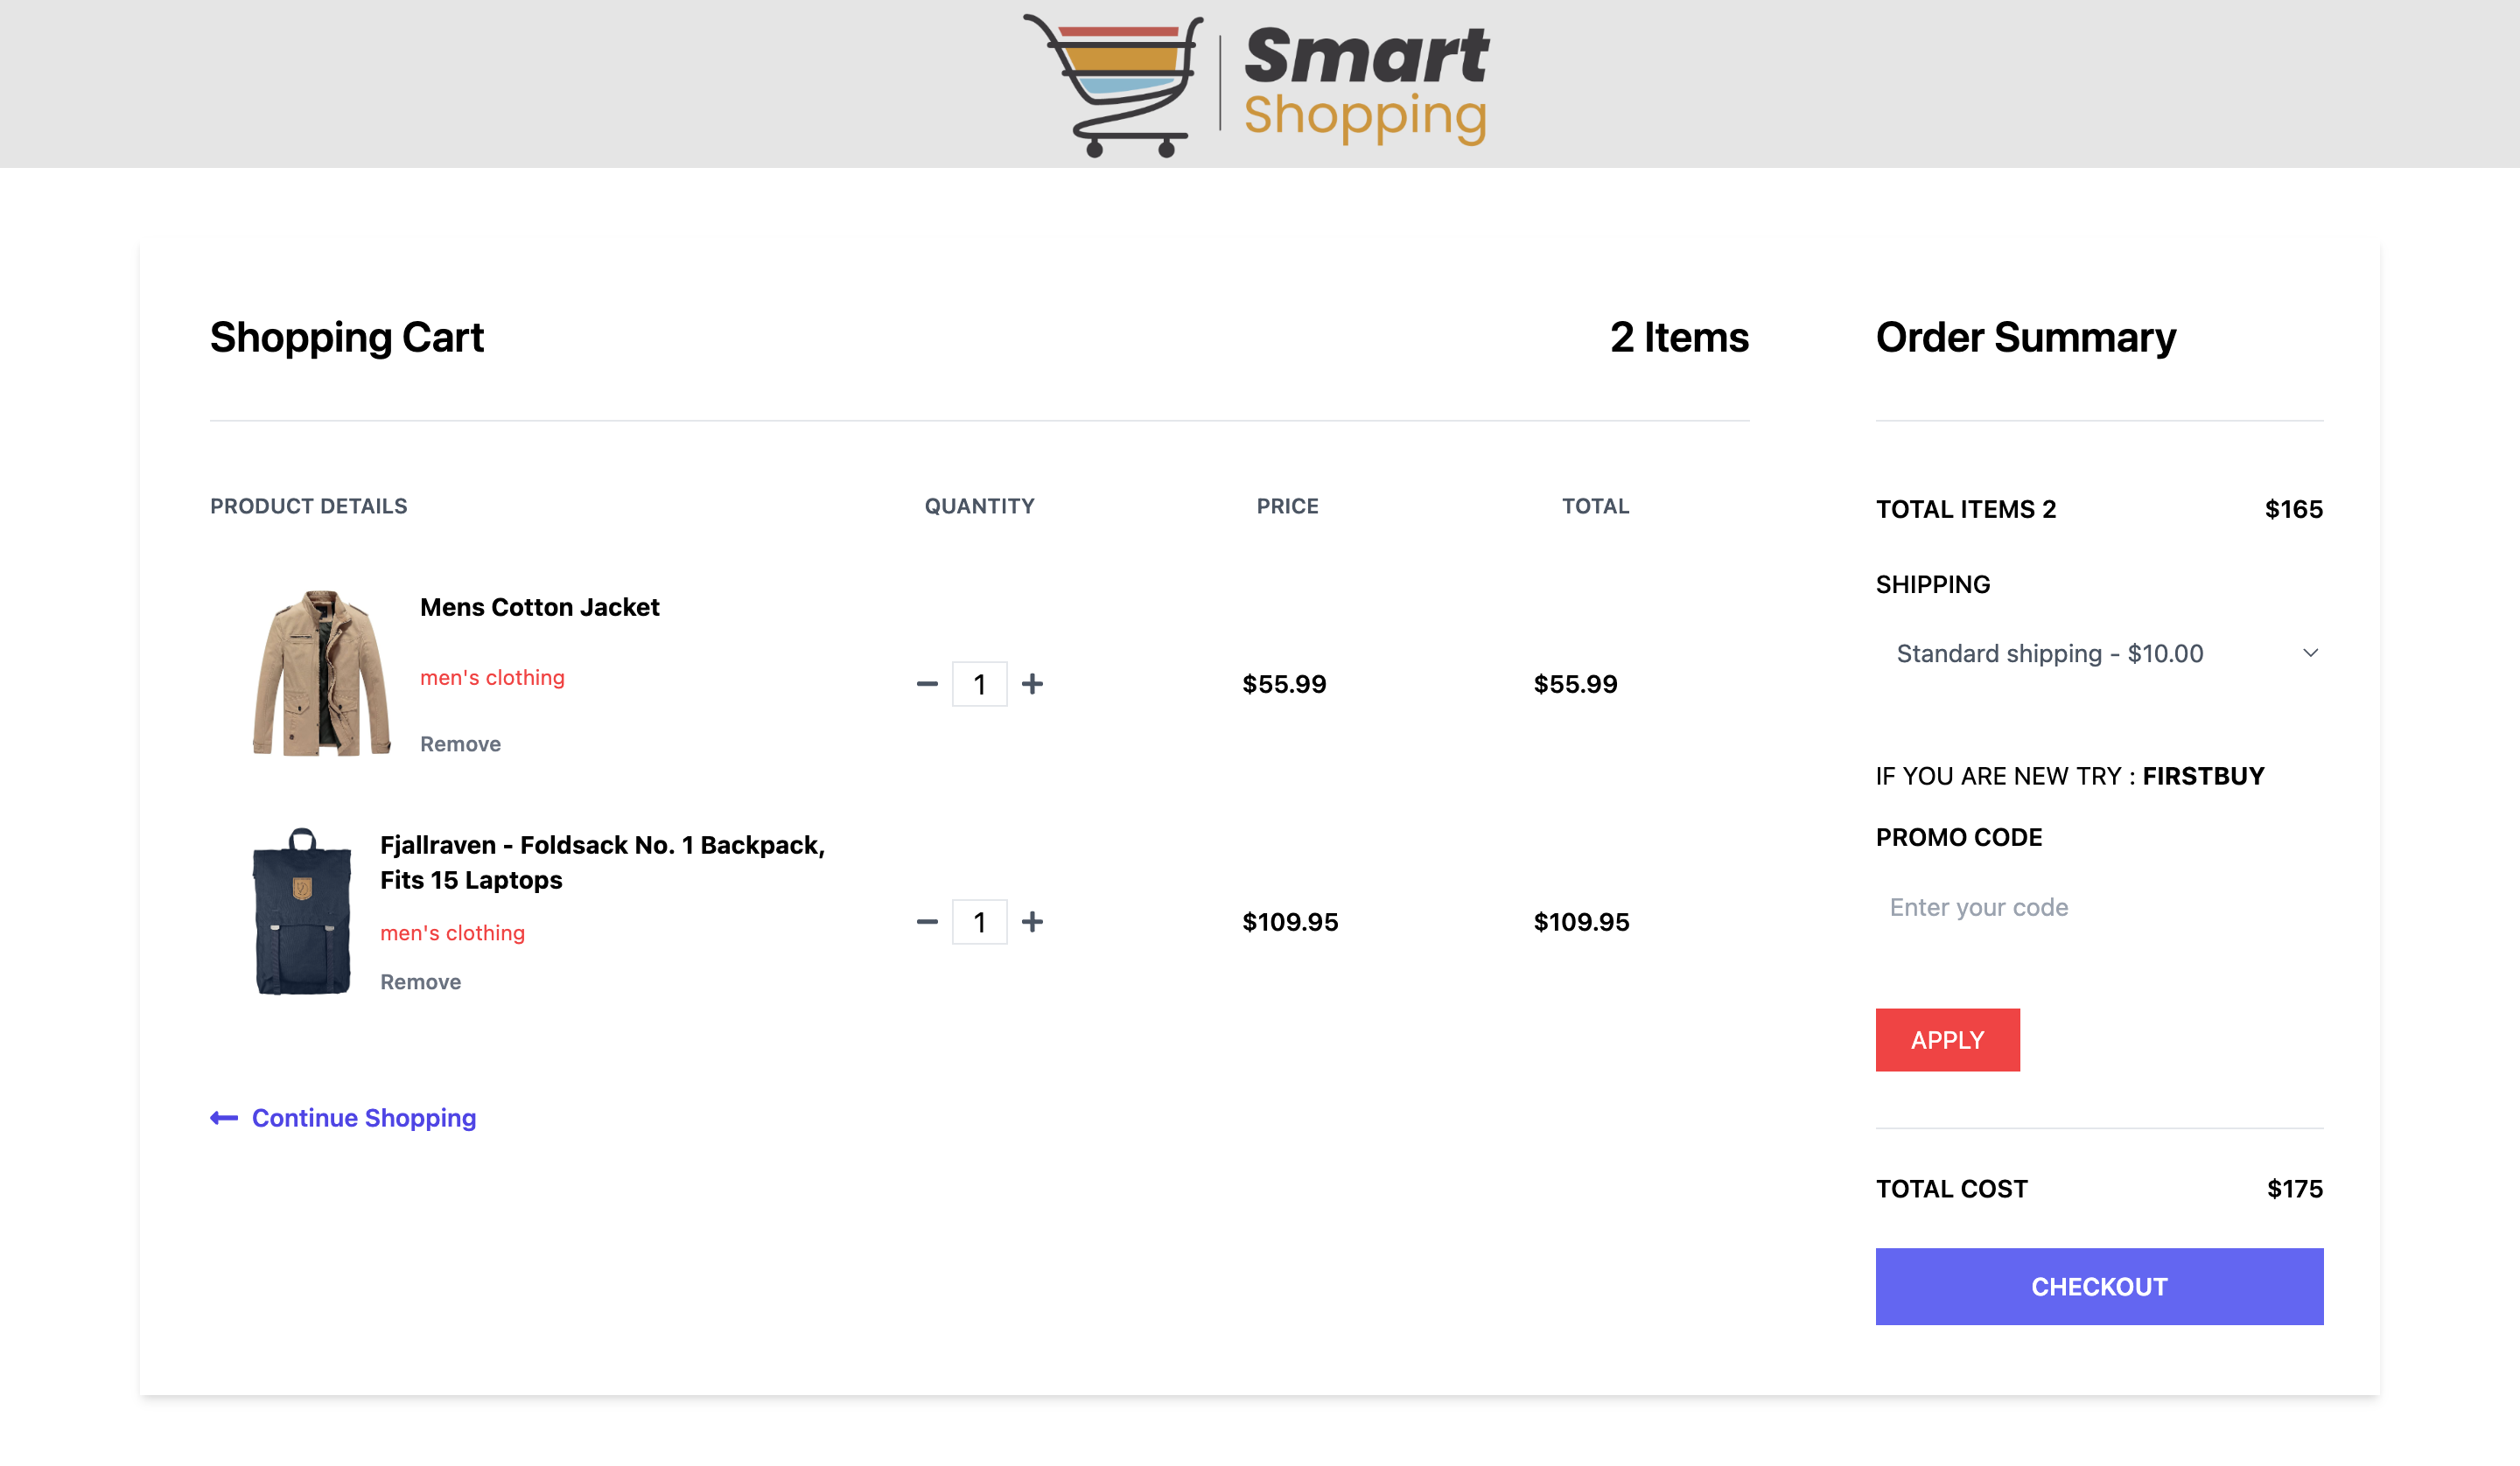 Smart
Shopping
Shopping Cart
2 Items
PRODUCT DETAILS
QUANTITY
PRICE
TOTAL
Mens Cotton Jacket
men's clothing
Remove
1
$55.99
$55.99
Fjallraven - Foldsack No. 1 Backpack,
Fits 15 Laptops
men's clothing
Remove
1
$109.95
$109.95
Continue Shopping
Order Summary
TOTAL ITEMS 2
$165
SHIPPING
Standard shipping - $10.00
IF YOU ARE NEW TRY : FIRSTBUY
PROMO CODE
Enter your code
APPLY
TOTAL COST
$175
CHECKOUT